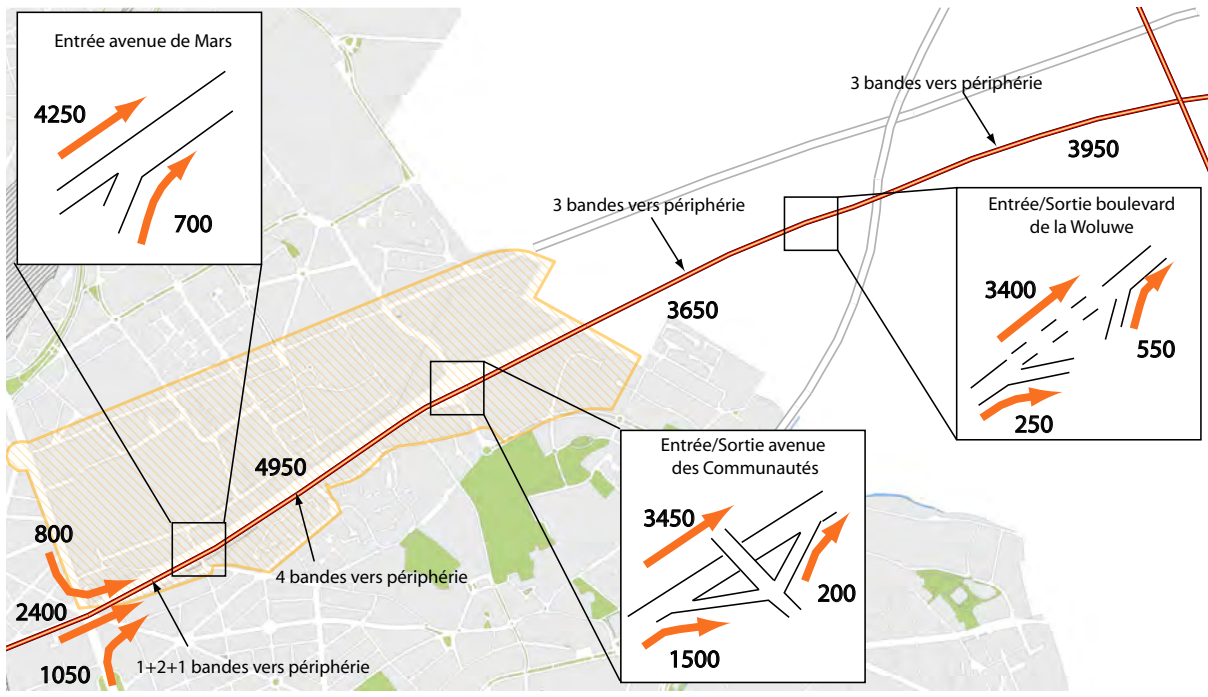 Entrée avenue de Mars
4250
700
3 bandes vers périphérie
3950
3 bandes vers périphérie
3650
Entrée/Sortie boulevard
de la Woluwe
3400
550
250
4950
Entrée/Sortie avenue
des Communautés
3450
200
1500
800
2400
1050
4 bandes vers périphérie
1+2+1 bandes vers périphérie